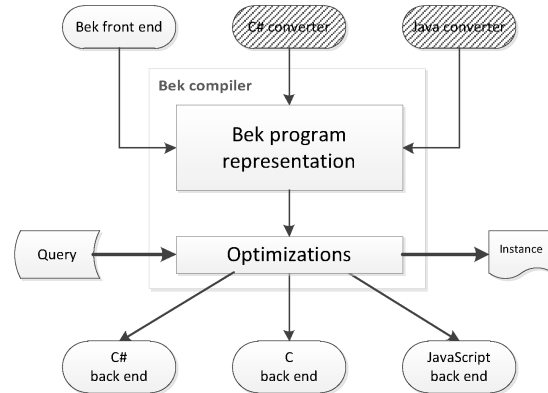 Bek front end
C# converter
Java converter
Bek compiler
Bek program
representation
Query
Optimizations
Instance
C#
back end
C
back end
JavaScript
back end